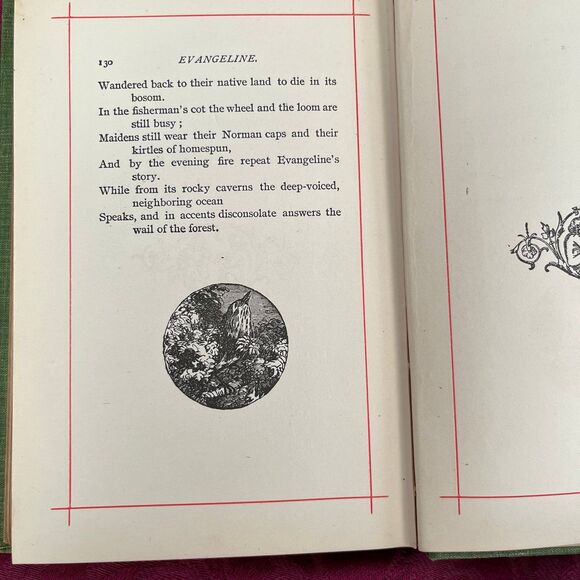 130 EVANGELINE.
Wandered back to their native land to die in its
bosom.
In the fisherman's cot the wheel and the loom are
still busy ;
Maidens still wear their Norman caps and their
kirtles of homespun,
And by the evening fire repeat Evangeline's
story.
While from its rocky caverns the deep-voiced,
neighboring ocean
Speaks, and in accents disconsolate answers the
wail of the forest.